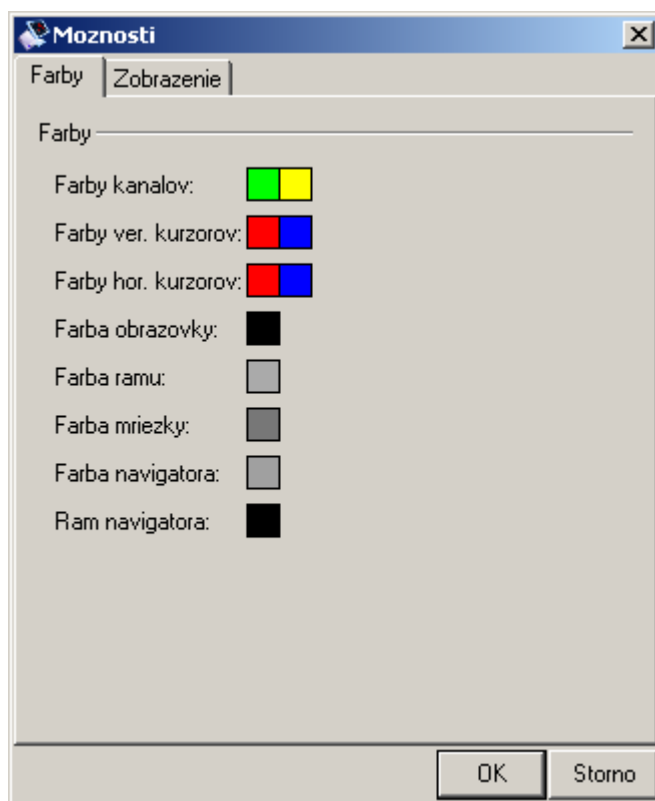 Moznosti
Farby Zobrazenie
Farby
Farby kanalov:
Farby ver. kurzorov:
Farby hor. kurzorov:
Farba obrazovky:
Farba ramu:
Farba mriezky:
Farba navigatora:
Ram navigatora:
OK Storno